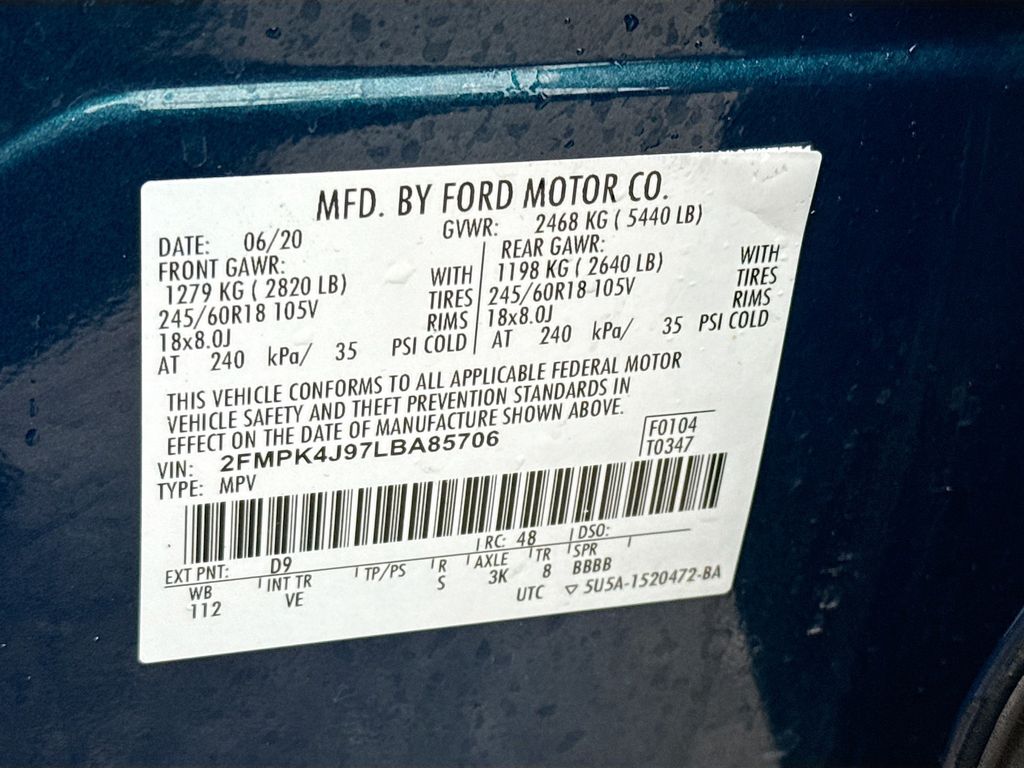 MFD. BY FORD MOTOR CO.
DATE: 06/20 GVWR: 2468 KG ( 5440 LB)
FRONT GAWR: REAR GAWR:
1279 KG ( 2820 LB) WITH 1198 KG ( 2640 LB) WITH
245/60R18 105V TIRES 245/60R18 105V TIRES
18x8.0J RIMS 18x8.0J RIMS
AT 240 kPa/ 35 PSI COLD AT 240 kPa/ 35 PSI COLD
THIS VEHICLE CONFORMS TO ALL APPLICABLE FEDERAL MOTOR
VEHICLE SAFETY AND THEFT PREVENTION STANDARDS IN
EFFECT ON THE DATE OF MANUFACTURE SHOWN ABOVE.
VIN: 2FMPK4J97LBA85706 F0104
TYPE: MPV T0347
EXT PNT: D9 RC: 48 DSO:
WB INT TR TP/PS R AXLE TR SPR
112 VE S 3K 8 BBBB
UTC ▽ 5U5A-1520472-BA